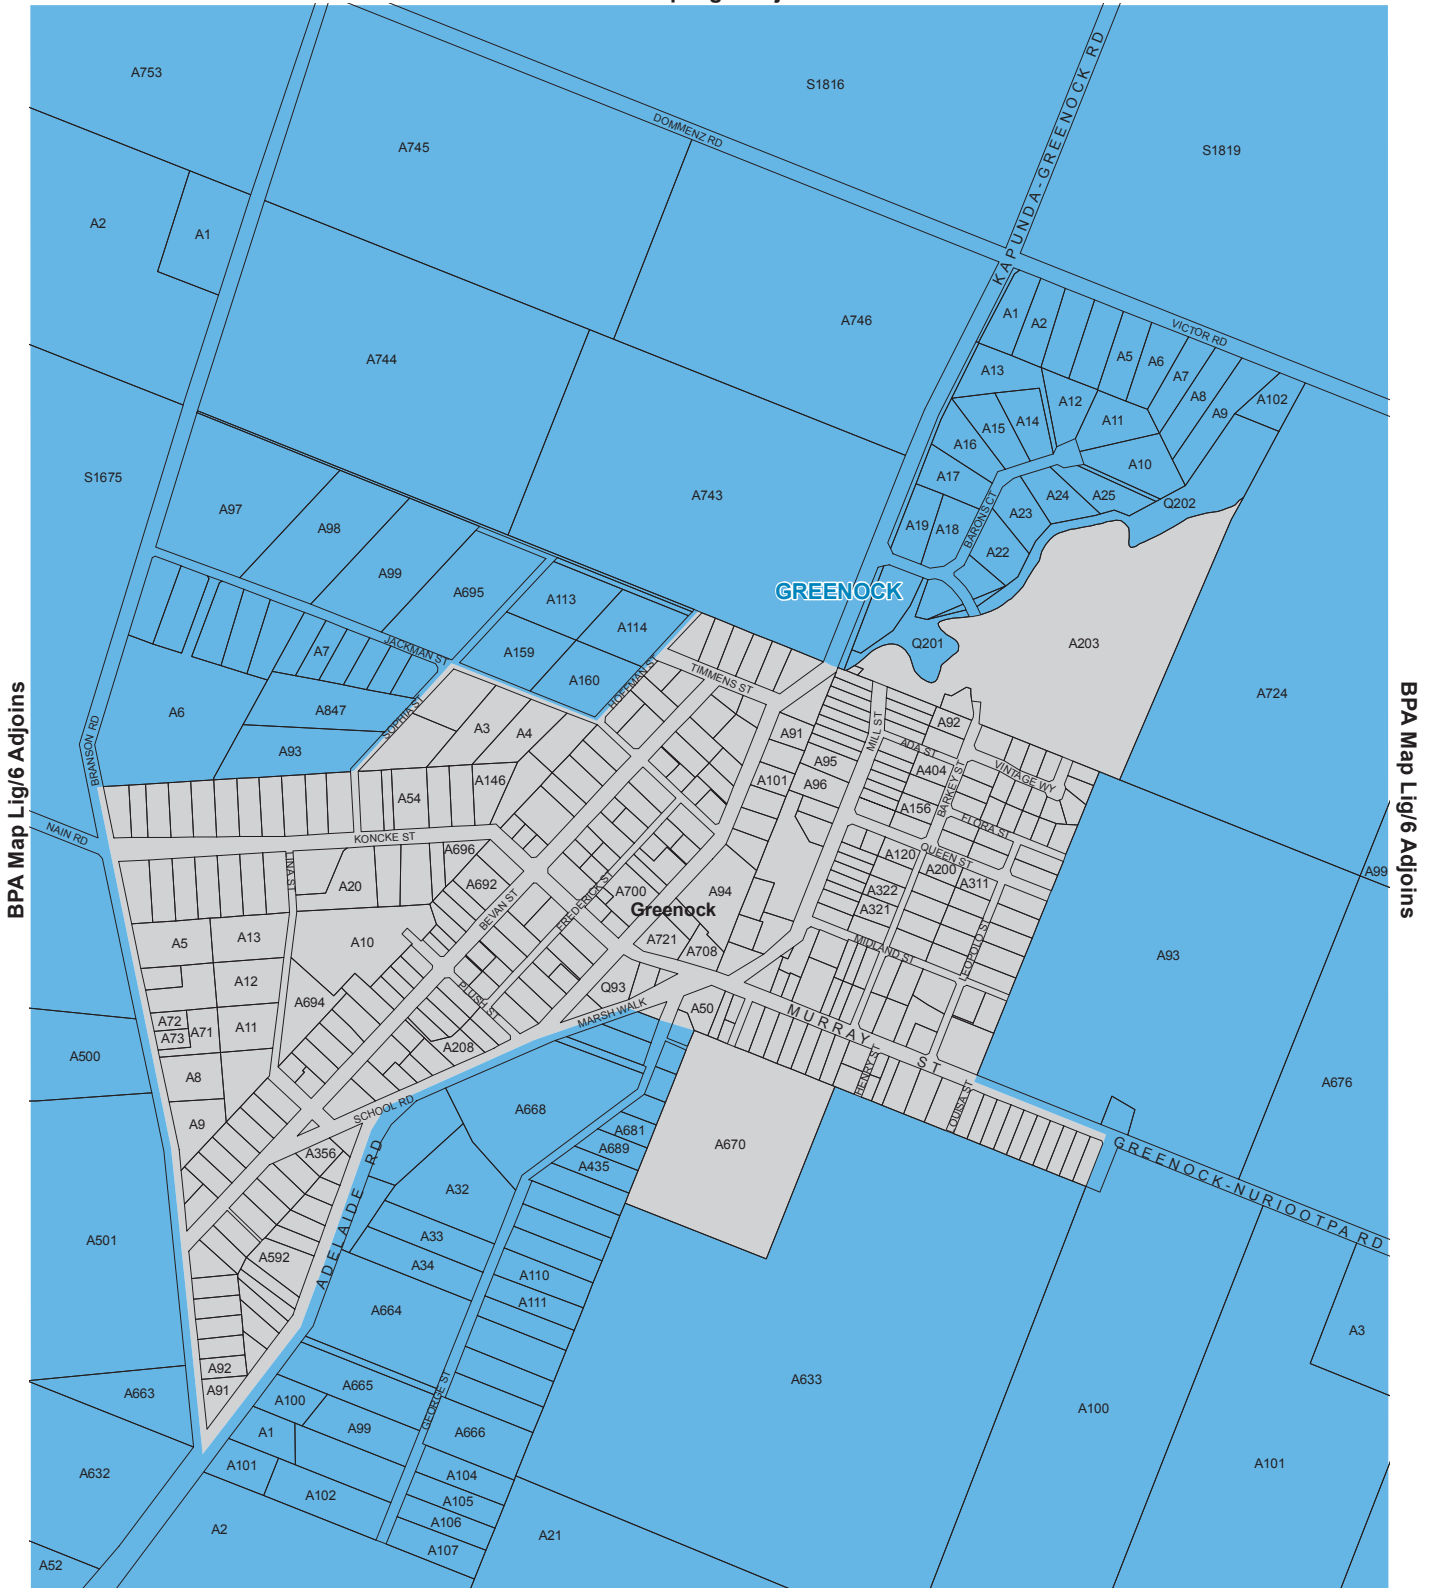 A753
S1816
DOMMENZ RD
KAPUNDA-GREENOCK RD
A745
S1819
A2
A1
A746
A1
A2
VICTOR RD
A744
A5
A6
A7
A8
A9
A102
A13
A12
A11
A14
A15
A16
A10
A17
S1675
A743
A97
A98
A24
A25
Q202
A23
A19
A18
BARONS CT
A22
A99
A695
A113
GREENOCK
A114
A159
A160
JACKMAN ST
A7
Q201
A203
HOFFMAN ST
TIMMENS ST
A724
A6
A847
SOPHIA ST
A93
A3
A4
A91
A95
A96
A101
MILL ST
A92
ADA ST
A404
VINTAGE WY
BARKEY ST
A156
FLORA ST
BRANSON RD
NAIN RD
A146
A54
KONCKE ST
A696
A692
TINA ST
A20
BEVAN ST
FREDERICK ST
A700
A94
Greenock
A120
QUEEN ST
A200
A311
A322
A321
A99
BPA Map Lig/6 Adjoins
BPA Map Lig/6 Adjoins
A5
A13
A10
A721
A708
MIDLAND ST
LEOPOLD ST
A93
A12
A694
Q93
PLUSH ST
MARSH WALK
A50
MURRAY ST
A72
A73
A71
A11
A208
HENRY ST
LOUISA ST
A500
A8
A676
A9
SCHOOL RD
A668
A681
A689
A435
A670
GREENOCK-NURIOOTPA RD
A356
ADELAIDE RD
A32
A33
A34
A501
A592
A110
A111
A664
A3
A92
A91
A663
A665
A100
A99
A1
GEORGE ST
A666
A633
A100
A101
A632
A101
A102
A104
A105
A106
A107
A2
A21
A52